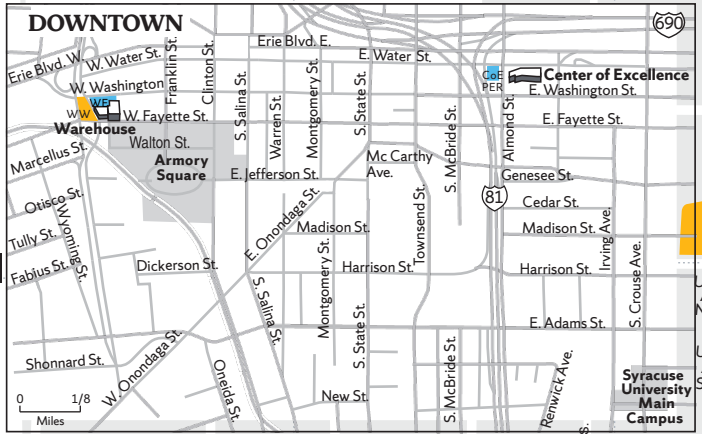 DOWNTOWN
690
Erie Blvd. E.
Erie Blvd. W.
W. Water St.
E. Water St.
Franklin St.
Clinton St.
S. Salina St.
Warren St.
Montgomery St.
S. State St.
W. Washington
CoE
PER
Center of Excellence
E. Washington St.
WE
WW
Warehouse
W. Fayette St.
E. Fayette St.
S. McBride St.
Almond St.
Walton St.
Marcellus St.
Armory
Square
Mc Carthy
Ave.
E. Jefferson St.
Genesee St.
81
Otisco St.
Wyoming St.
Cedar St.
Tully St.
E. Onondaga St.
Madison St.
Townsend St.
Madison St.
Irving Ave.
S. Crouse Ave.
Fabius St.
Dickerson St.
Montgomery St.
Harrison St.
Harrison St.
S. Salina St.
S. State St.
E. Adams St.
Shonnard St.
W. Onondaga St.
Oneida St.
S. McBride St.
Renwick Ave.
Syracuse
University
Main
Campus
0 1/8
Miles
New St.